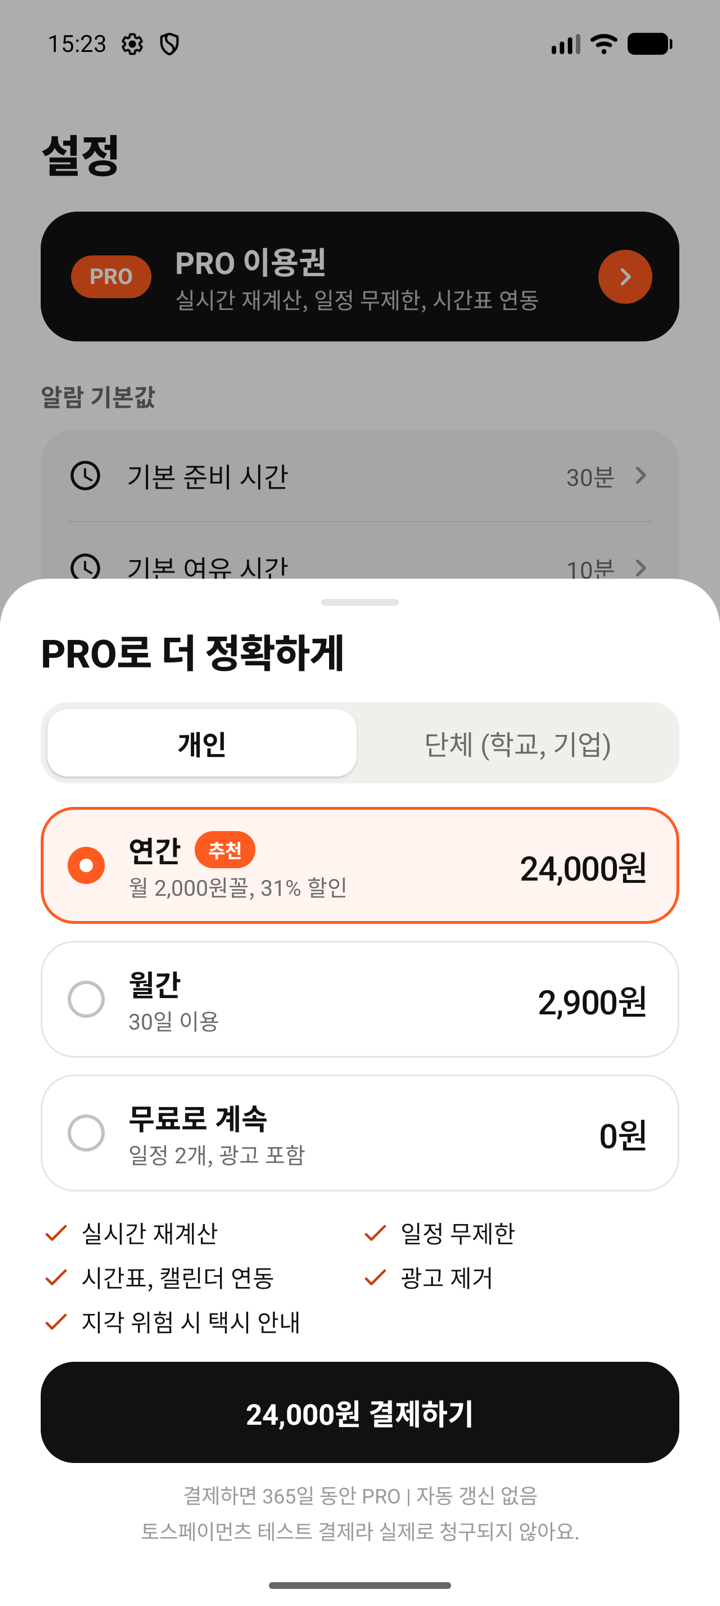 15:23
설정
PRO
PRO 이용권
실시간 재계산, 일정 무제한, 시간표 연동
알람 기본값
기본 준비 시간
30분
기본 여유 시간
10분
PRO로 더 정확하게
개인
단체 (학교, 기업)
연간 추천
월 2,000원꼴, 31% 할인
24,000원
월간
30일 이용
2,900원
무료로 계속
일정 2개, 광고 포함
0원
실시간 재계산
일정 무제한
시간표, 캘린더 연동
광고 제거
지각 위험 시 택시 안내
24,000원 결제하기
결제하면 365일 동안 PRO | 자동 갱신 없음
토스페이먼츠 테스트 결제라 실제로 청구되지 않아요.